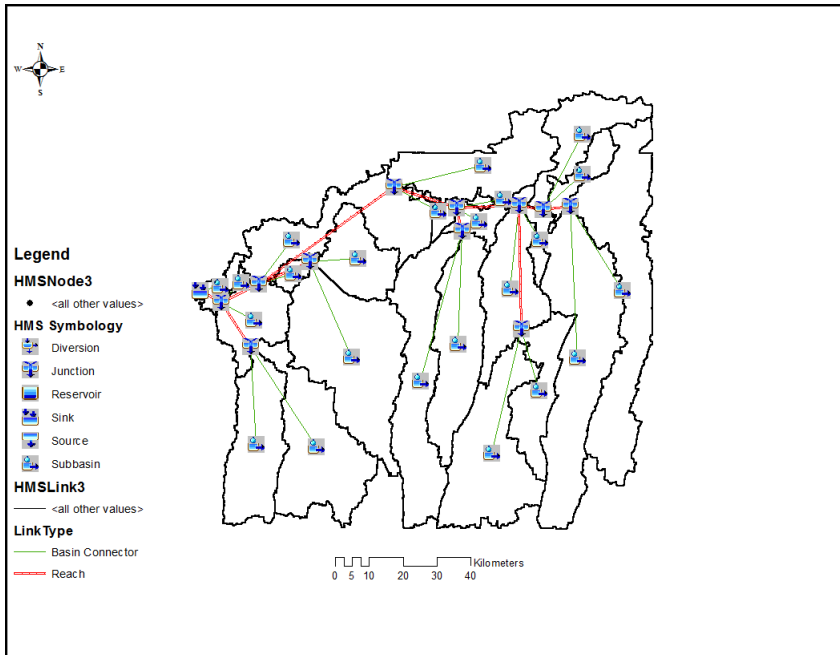 N
W E
S
Legend
HMSNode3
<all other values>
HMS Symbology
Diversion
Junction
Reservoir
Sink
Source
Subbasin
HMSLink3
<all other values>
LinkType
Basin Connector
Reach
Kilometers
0 5 10 20 30 40